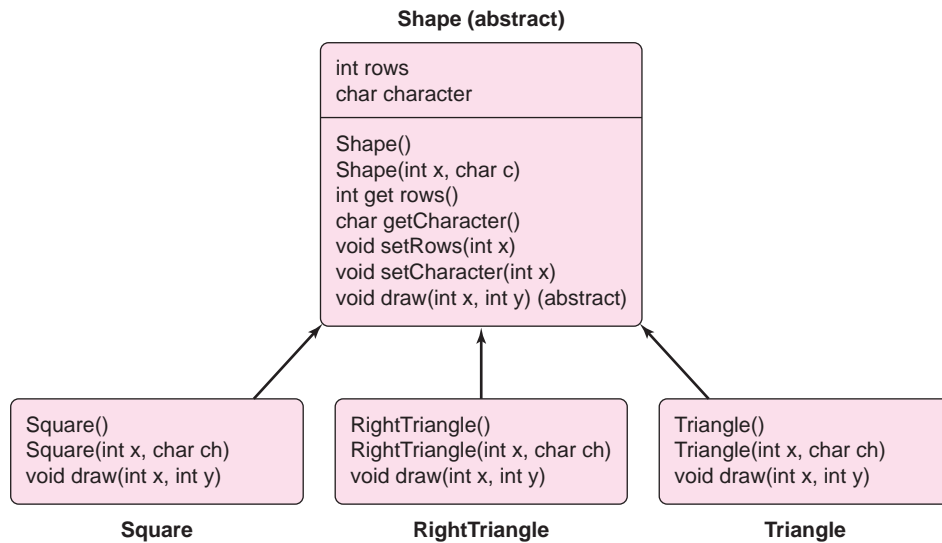 Shape (abstract)
int rows
char character
Shape()
Shape(int x, char c)
int get rows()
char getCharacter()
void setRows(int x)
void setCharacter(int x)
void draw(int x, int y) (abstract)
Square()
Square(int x, char ch)
void draw(int x, int y)
Square
RightTriangle()
RightTriangle(int x, char ch)
void draw(int x, int y)
RightTriangle
Triangle()
Triangle(int x, char ch)
void draw(int x, int y)
Triangle